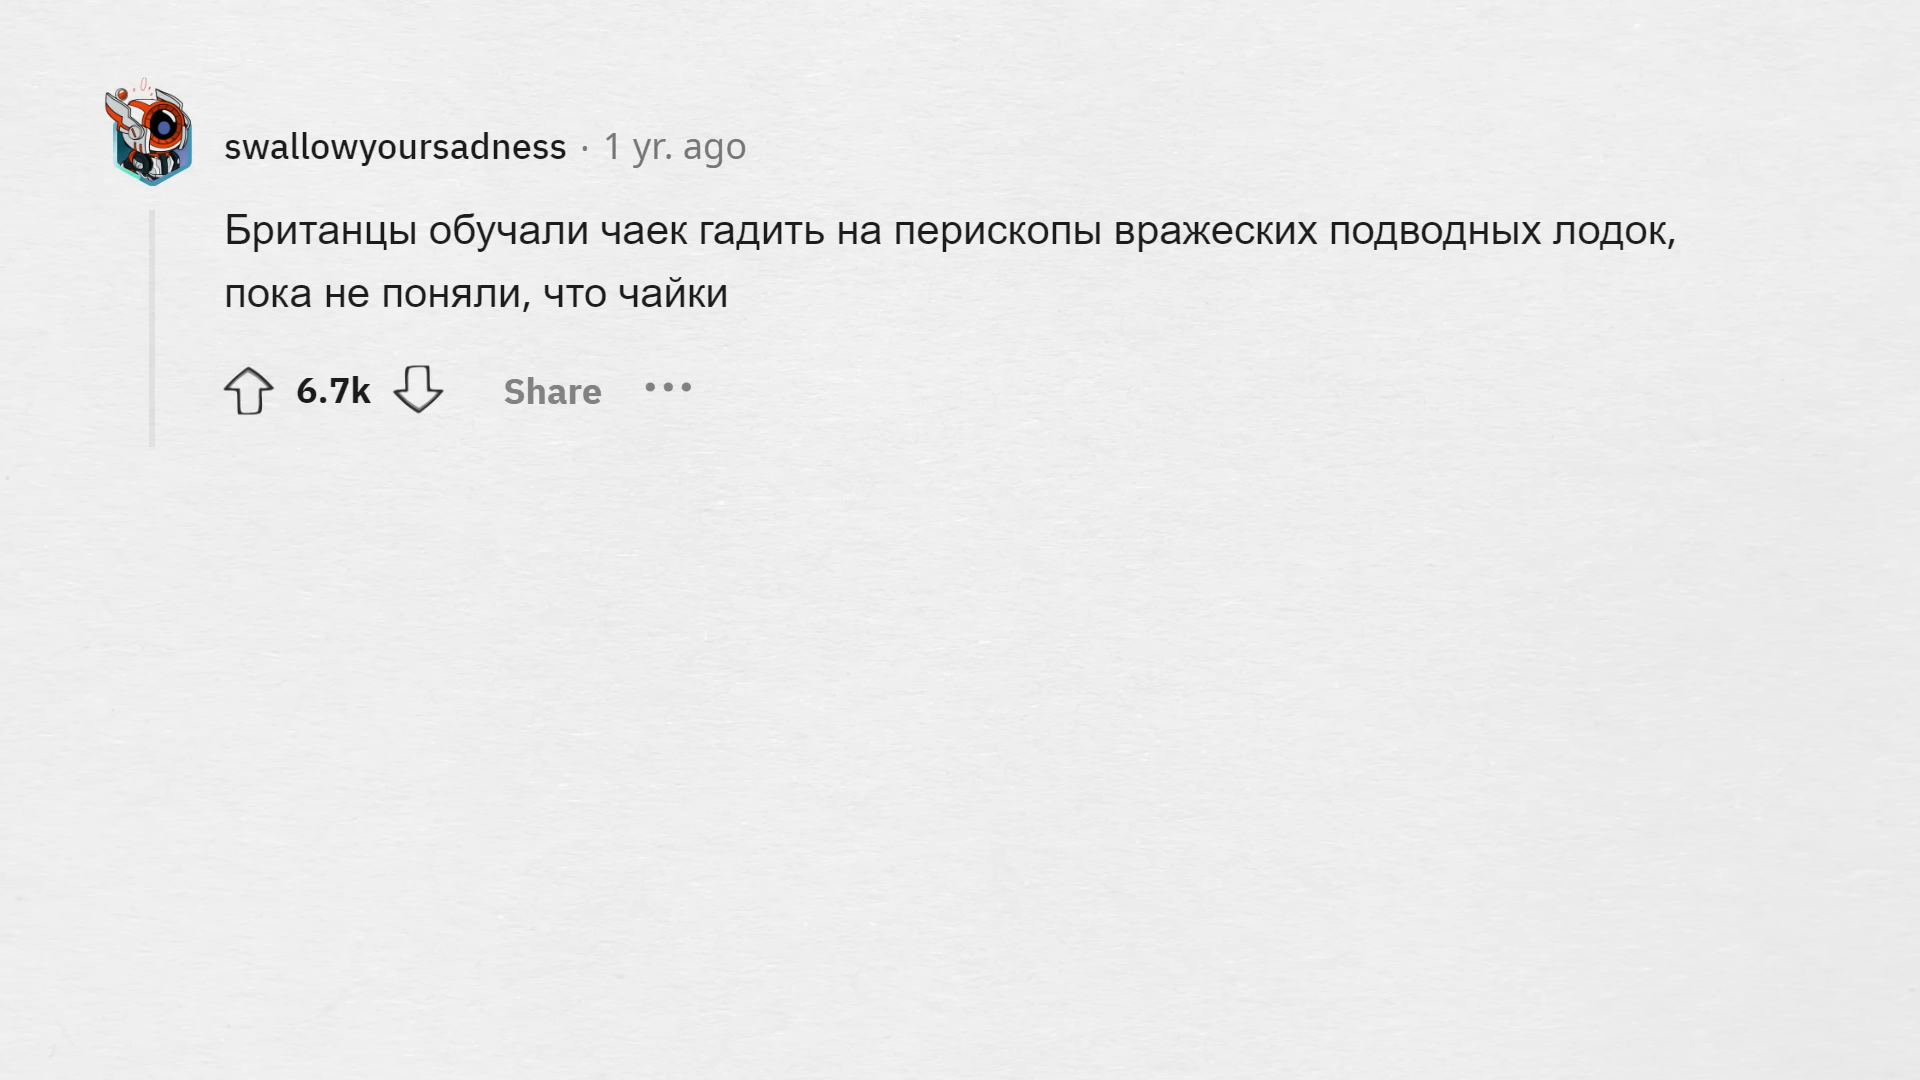 swallowyoursadness · 1 yr. ago
Британцы обучали чаек гадить на перископы вражеских подводных лодок,
пока не поняли, что чайки
6.7k Share •••